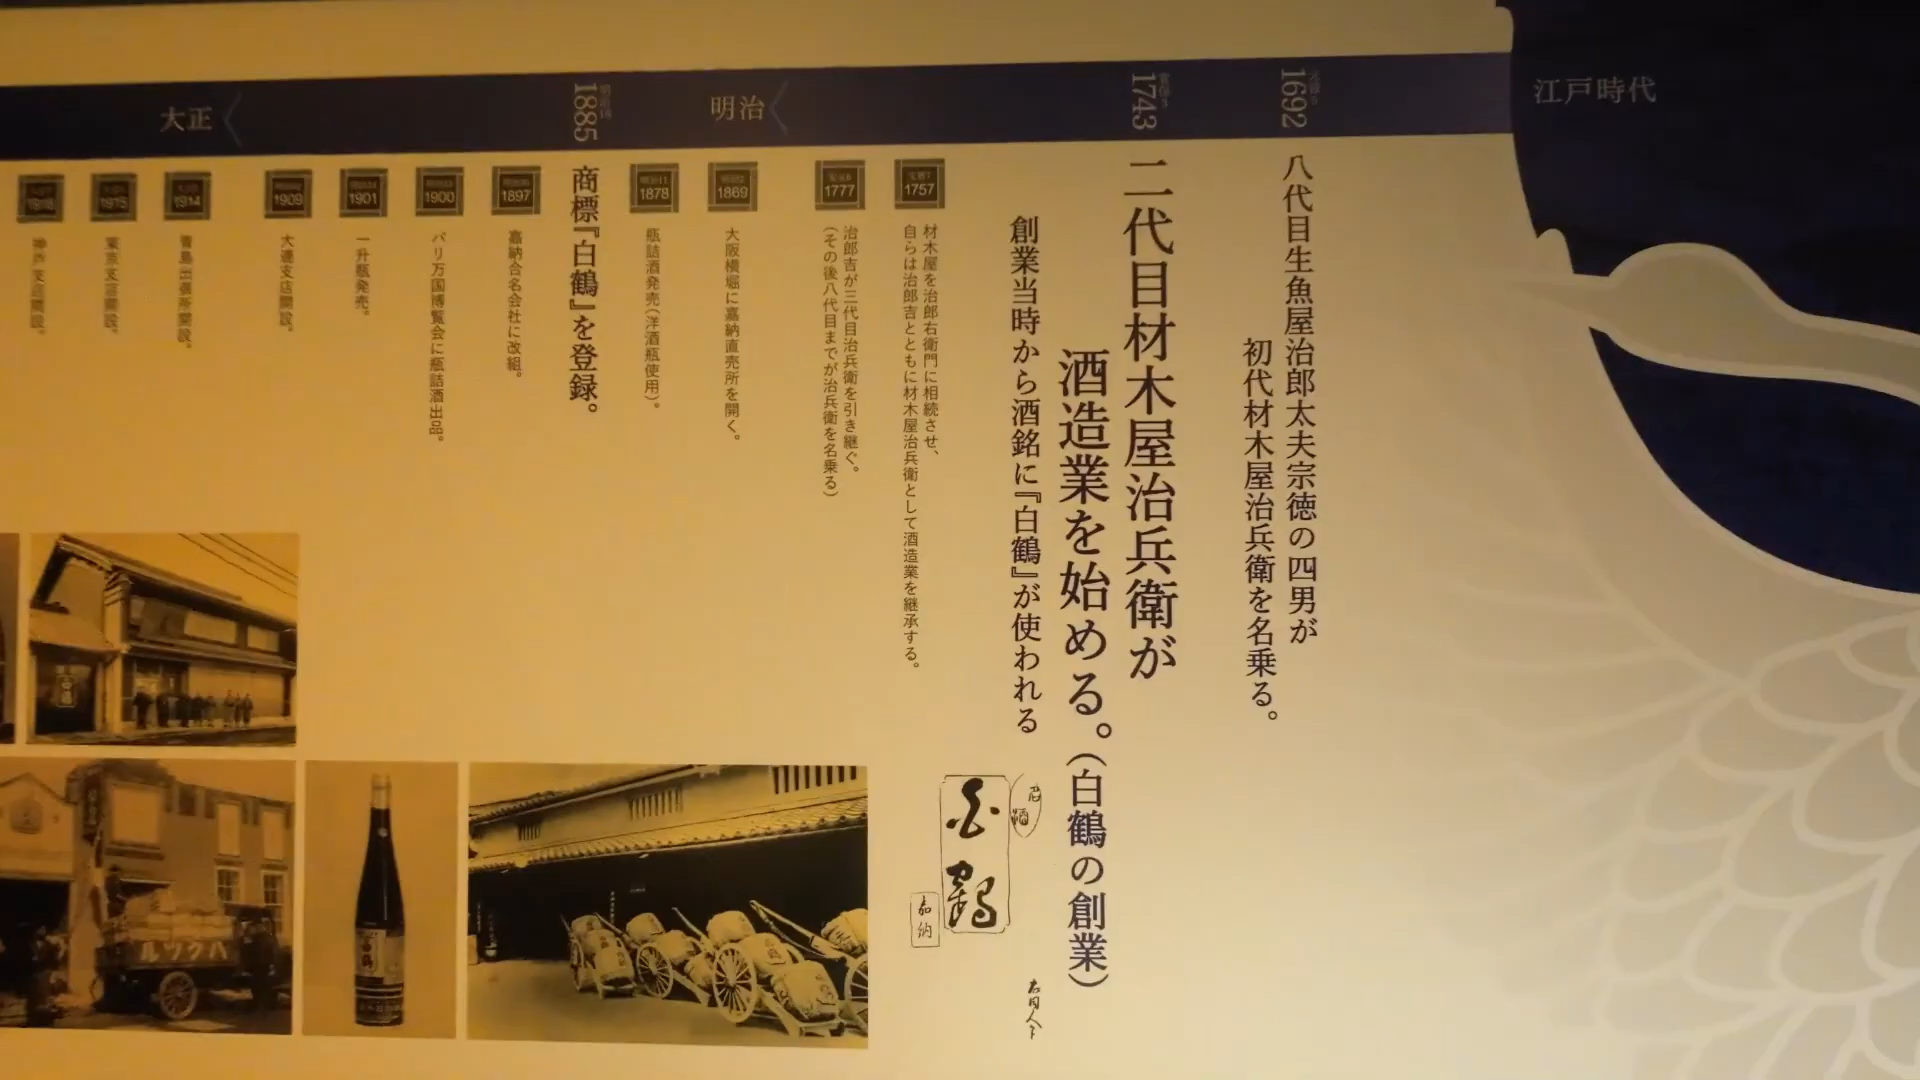 江戸時代
1692
八代目生魚屋治郎太夫宗徳の四男が
初代材木屋治兵衛を名乗る。
1743
二代目材木屋治兵衛が
酒造業を始める。(白鶴の創業)
創業当時から酒銘に『白鶴』が使われる
名酒
白鶴
嘉納
1757
材木屋を治郎右衛門に相続させ、
自らは治郎吉とともに材木屋治兵衛として酒造業を継承する。
1777
治郎吉が三代目治兵衛を引き継ぐ。
(その後八代目までが治兵衛を名乗る)
明治
1869
大阪横堀に嘉納直売所を開く。
明治11
1878
瓶詰酒発売(洋酒瓶使用)。
1885
商標『白鶴』を登録。
1897
嘉納合名会社に改組。
1900
パリ万国博覧会に瓶詰酒出品。
1901
一升瓶発売。
1909
大連支店開設。
大正
1914
青島出張所開設。
1915
東京支店開設。
1918
神戸支店開設。
ルツクハ